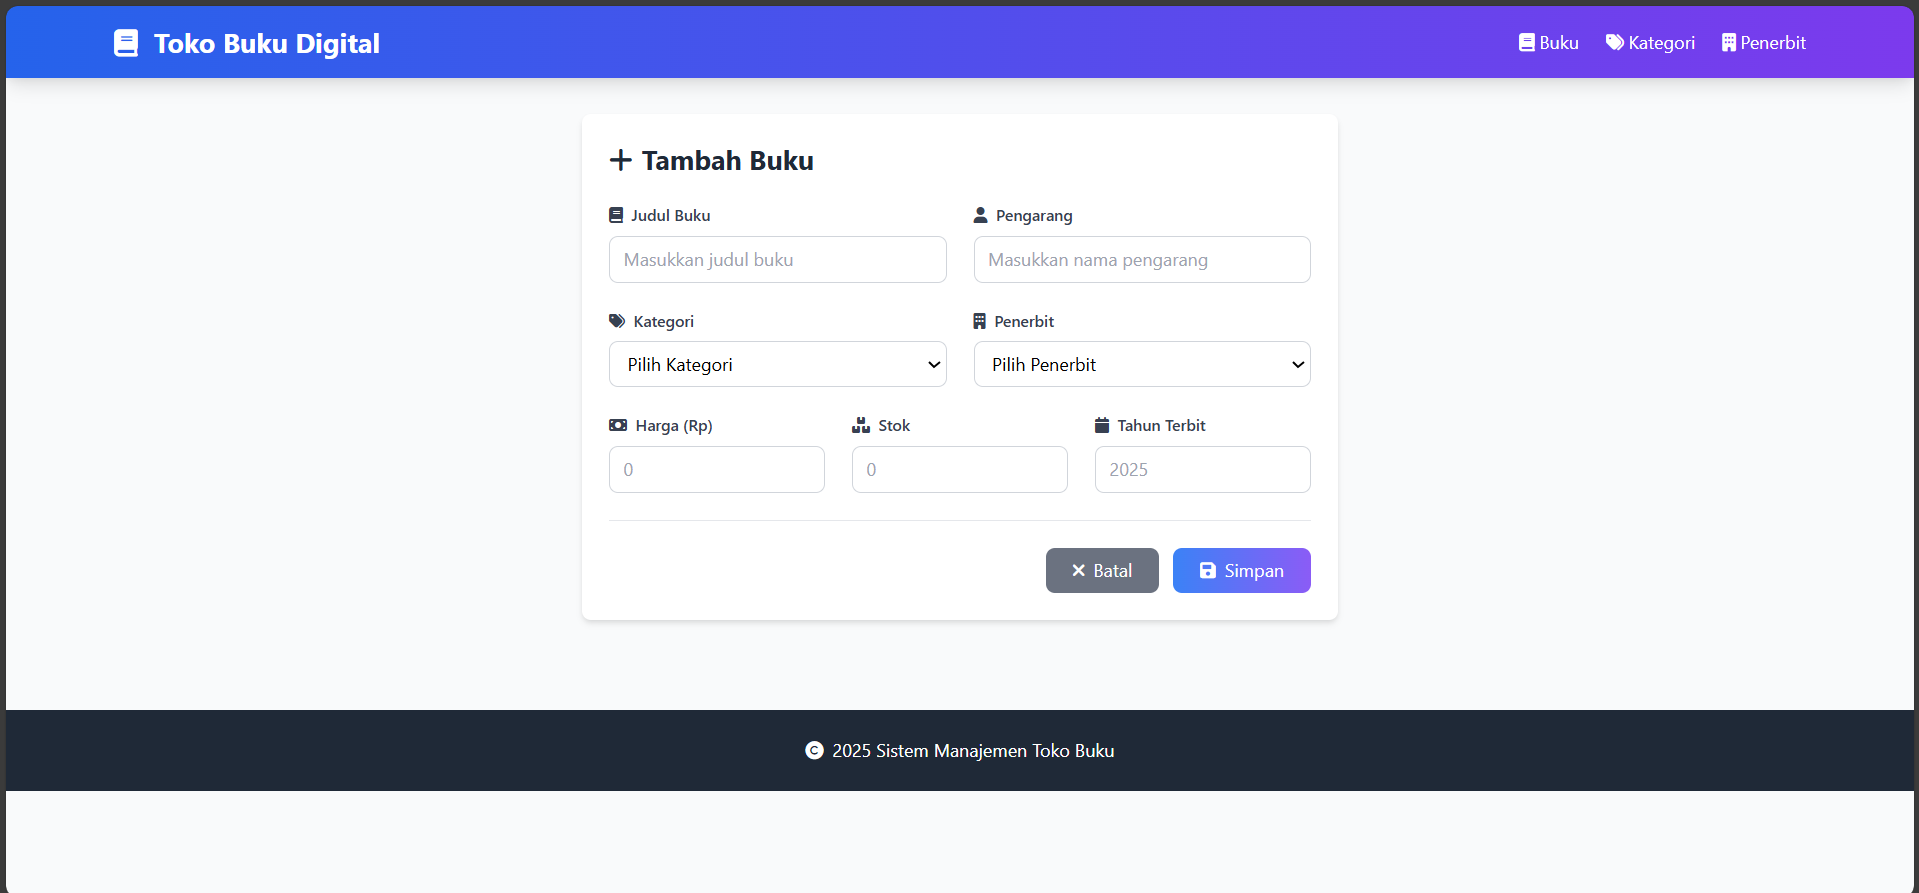 Toko Buku Digital
Buku Kategori Penerbit
Tambah Buku
Judul Buku Pengarang
Masukkan judul buku Masukkan nama pengarang
Kategori Penerbit
Pilih Kategori Pilih Penerbit
Harga (Rp) Stok Tahun Terbit
0 0 2025
Batal Simpan
© 2025 Sistem Manajemen Toko Buku